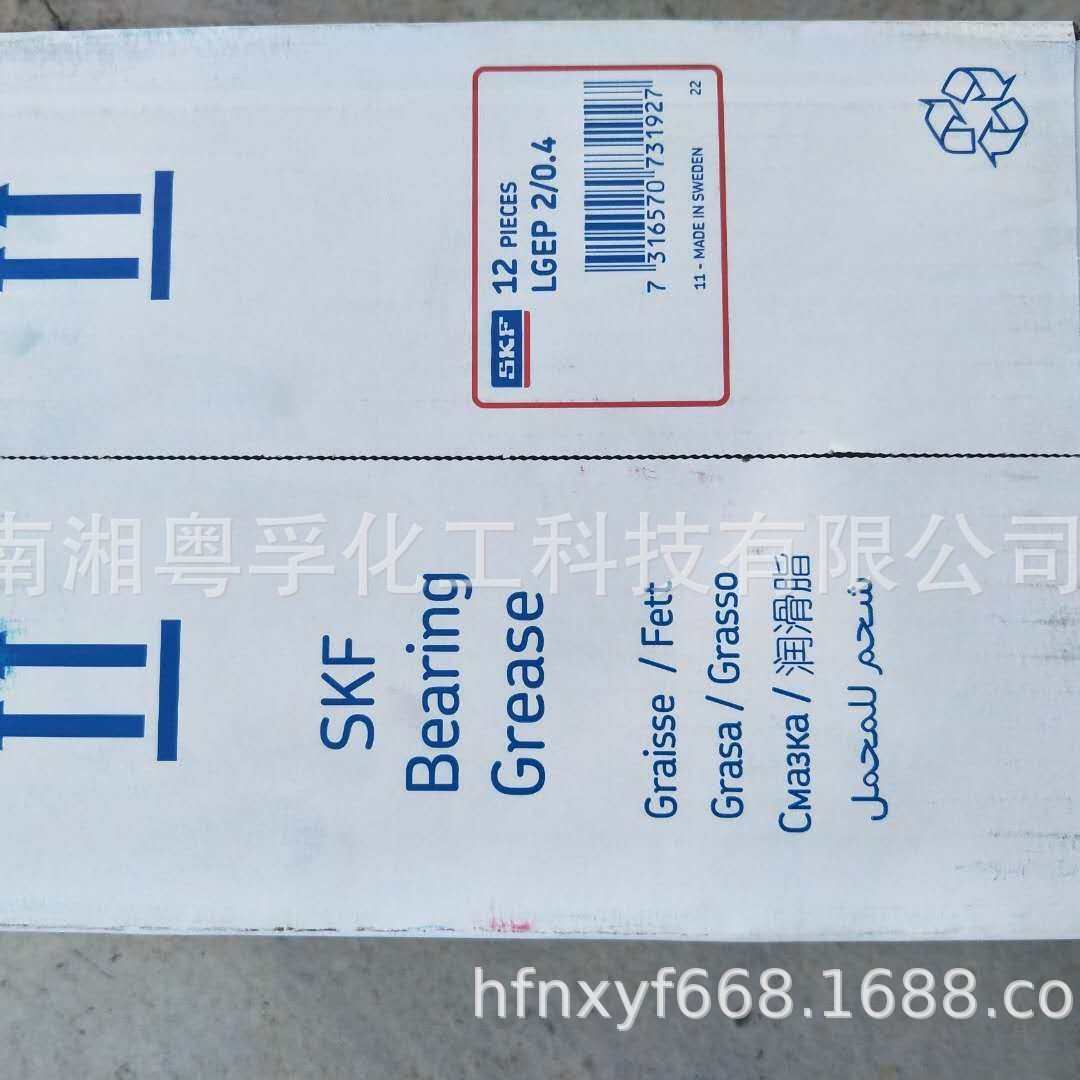 SKF
12 PIECES
LGEP 2/0.4
7 316570 731927
11 - MADE IN SWEDEN
22
SKF
Bearing
Grease
Graisse / Fett
Grasa / Grasso
Смазка / 润滑脂
شحم للمحمل
南湘粤孚化工科技有限公司
hfnxyf668.1688.co